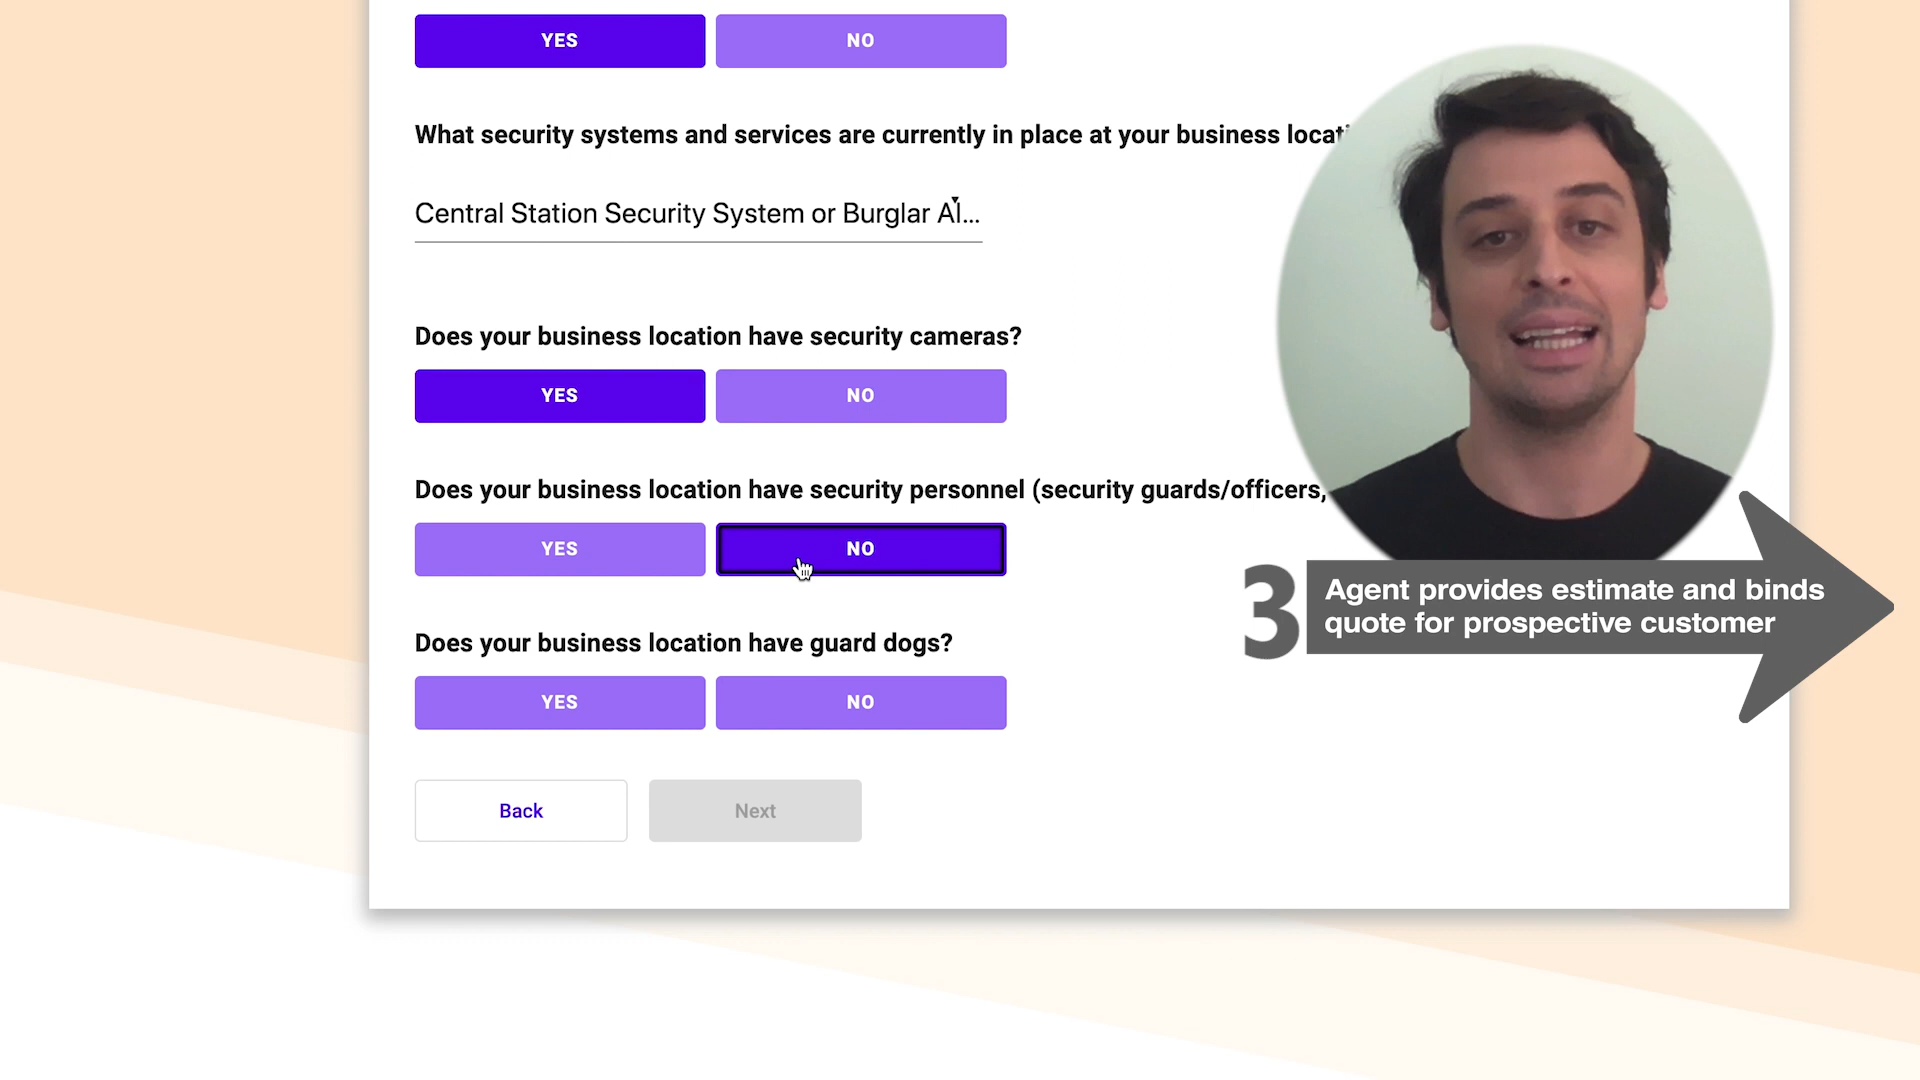 YES NO
What security systems and services are currently in place at your business locati
Central Station Security System or Burglar Al...
Does your business location have security cameras?
YES NO
Does your business location have security personnel (security guards/officers,
YES NO
3 Agent provides estimate and binds
quote for prospective customer
Does your business location have guard dogs?
YES NO
Back Next